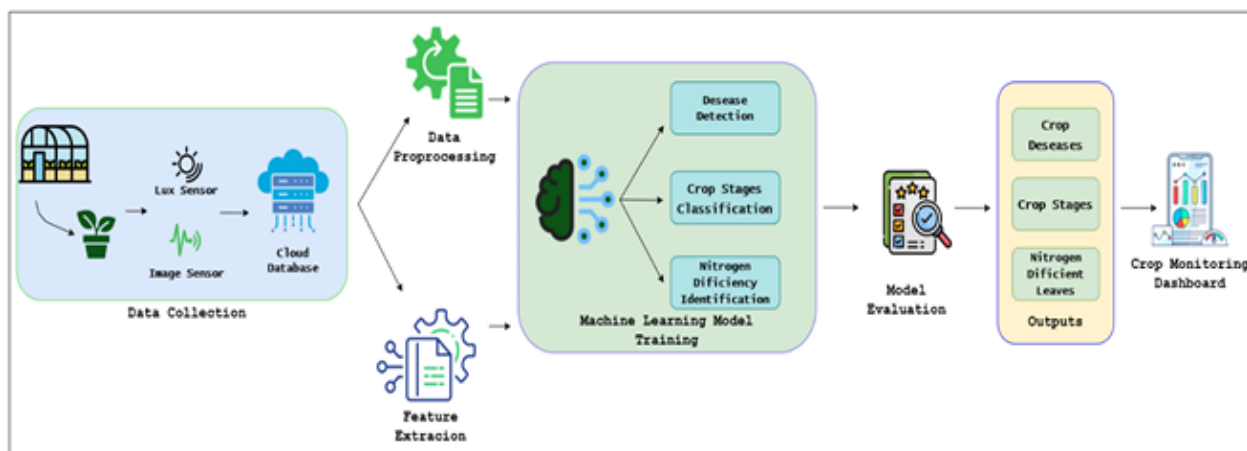 Lux Sensor
Image Sensor
Cloud
Database
Data Collection
Data
Proprocessing
Feature
Extracion
Desease
Detection
Crop Stages
Classification
Nitrogen
Dificiency
Identification
Machine Learning Model
Training
Model
Evaluation
Crop
Deseases
Crop Stages
Nitrogen
Dificient
Leaves
Outputs
Crop Monitoring
Dashboard